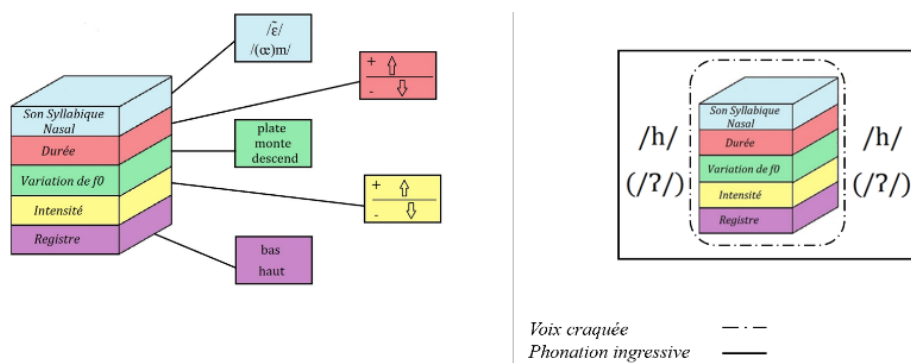 /ɛ̃/
/(œ)m/
Son Syllabique
Nasal
Durée
Variation de f0
Intensité
Registre
+ ⇧
- ⇩
plate
monte
descend
+ ⇧
- ⇩
bas
haut
/h/
(/ʔ/)
Son Syllabique
Nasal
Durée
Variation de f0
Intensité
Registre
/h/
(/ʔ/)
Voix craquée
Phonation ingressive